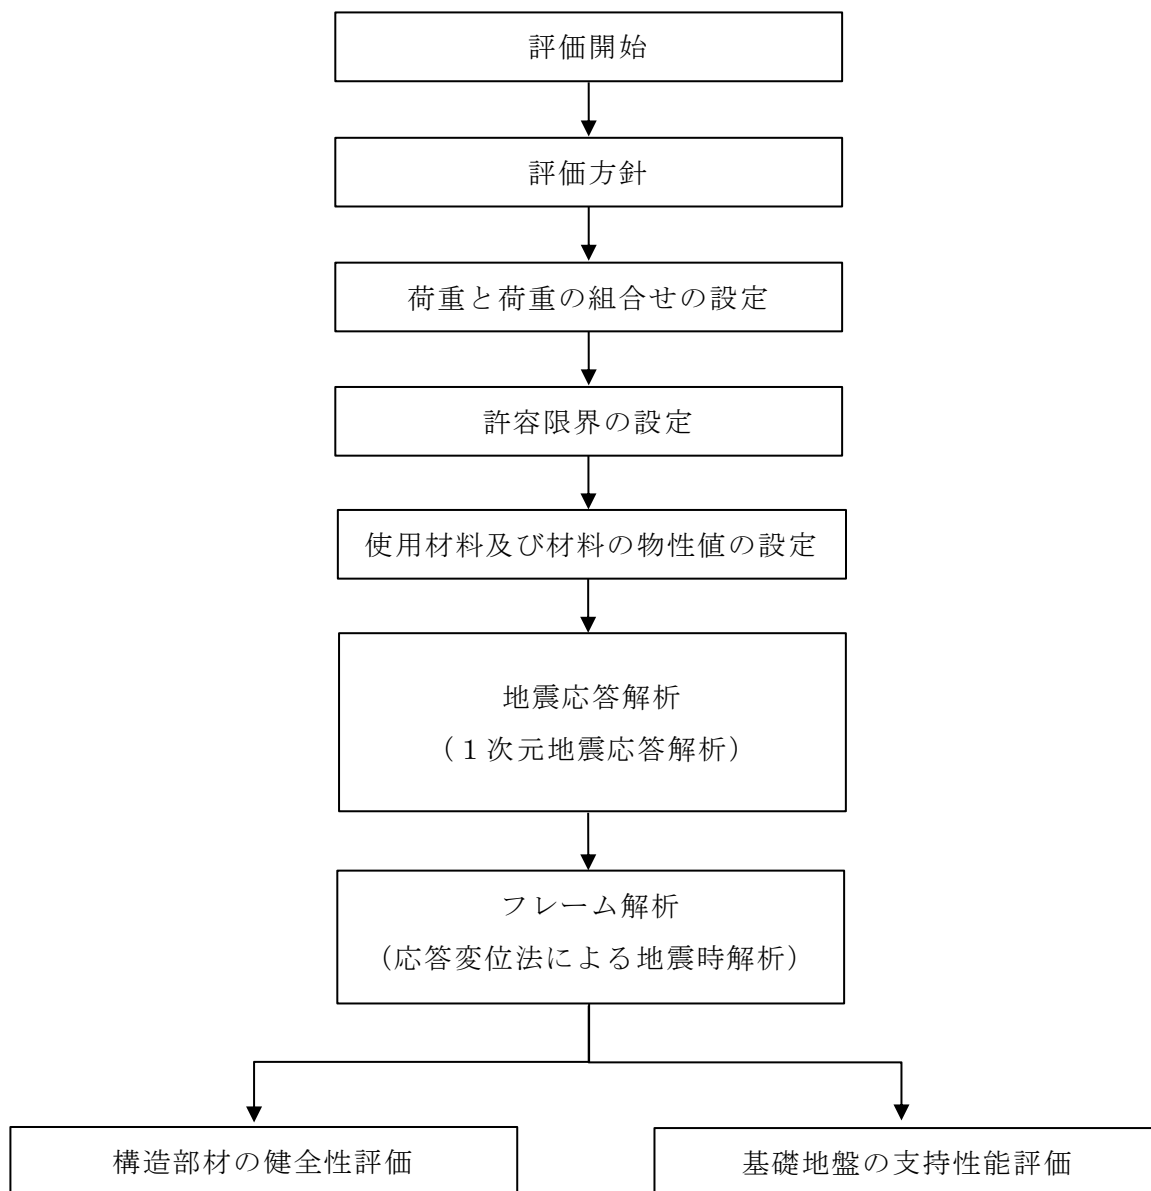 評価開始
評価方針
荷重と荷重の組合せの設定
許容限界の設定
使用材料及び材料の物性値の設定
地震応答解析
（１次元地震応答解析）
フレーム解析
（応答変位法による地震時解析）
構造部材の健全性評価
基礎地盤の支持性能評価